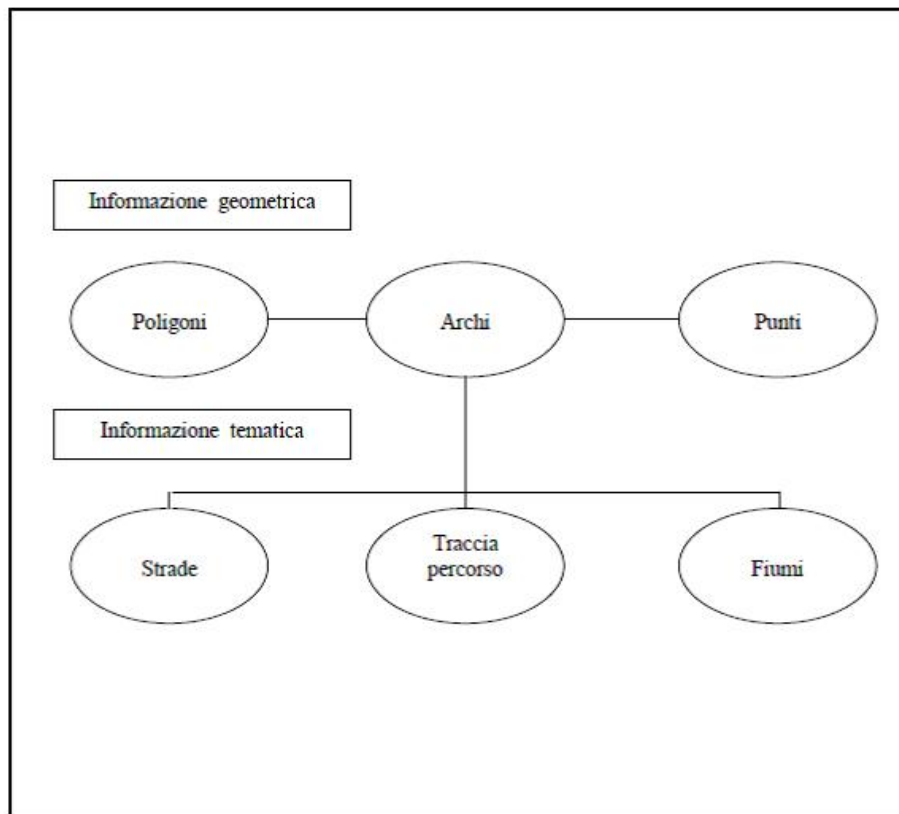 Informazione geometrica
Poligoni
Archi
Punti
Informazione tematica
Strade
Traccia
percorso
Fiumi